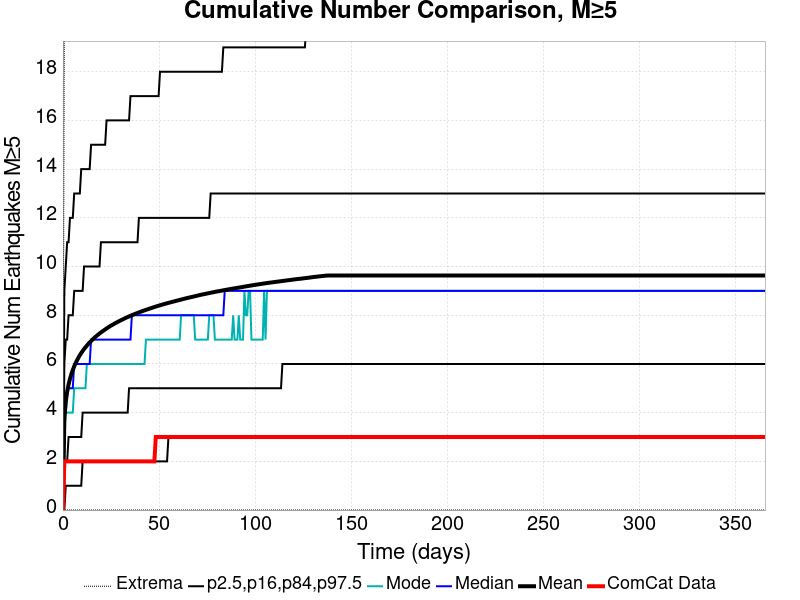 Cumulative Number Comparison, M≥5
Cumulative Num Earthquakes M≥5
18
16
14
12
10
8
6
4
2
0
0 50 100 150 200 250 300 350
Time (days)
Extrema p2.5,p16,p84,p97.5 Mode Median Mean ComCat Data